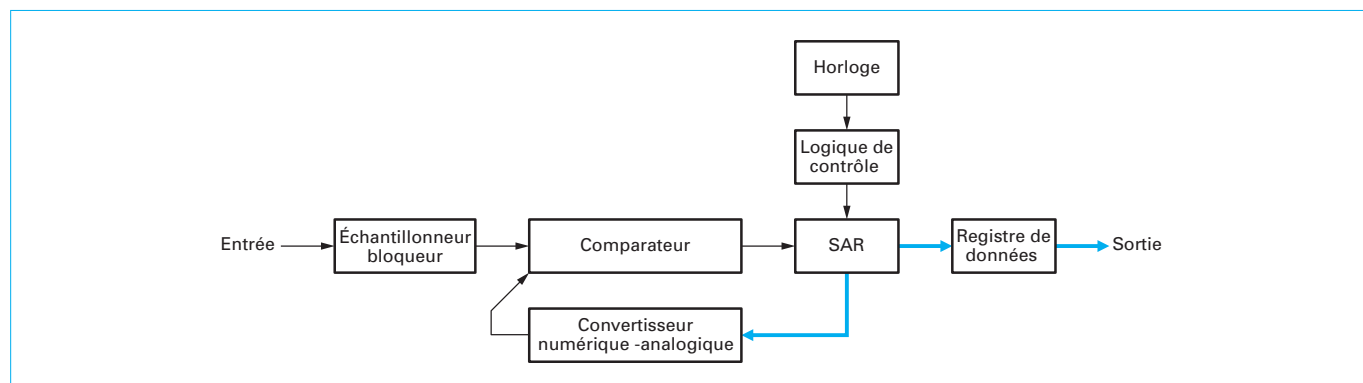 Horloge
Logique de
contrôle
Entrée
Échantillonneur
bloqueur
Comparateur
SAR
Registre de
données
Sortie
Convertisseur
numérique -analogique